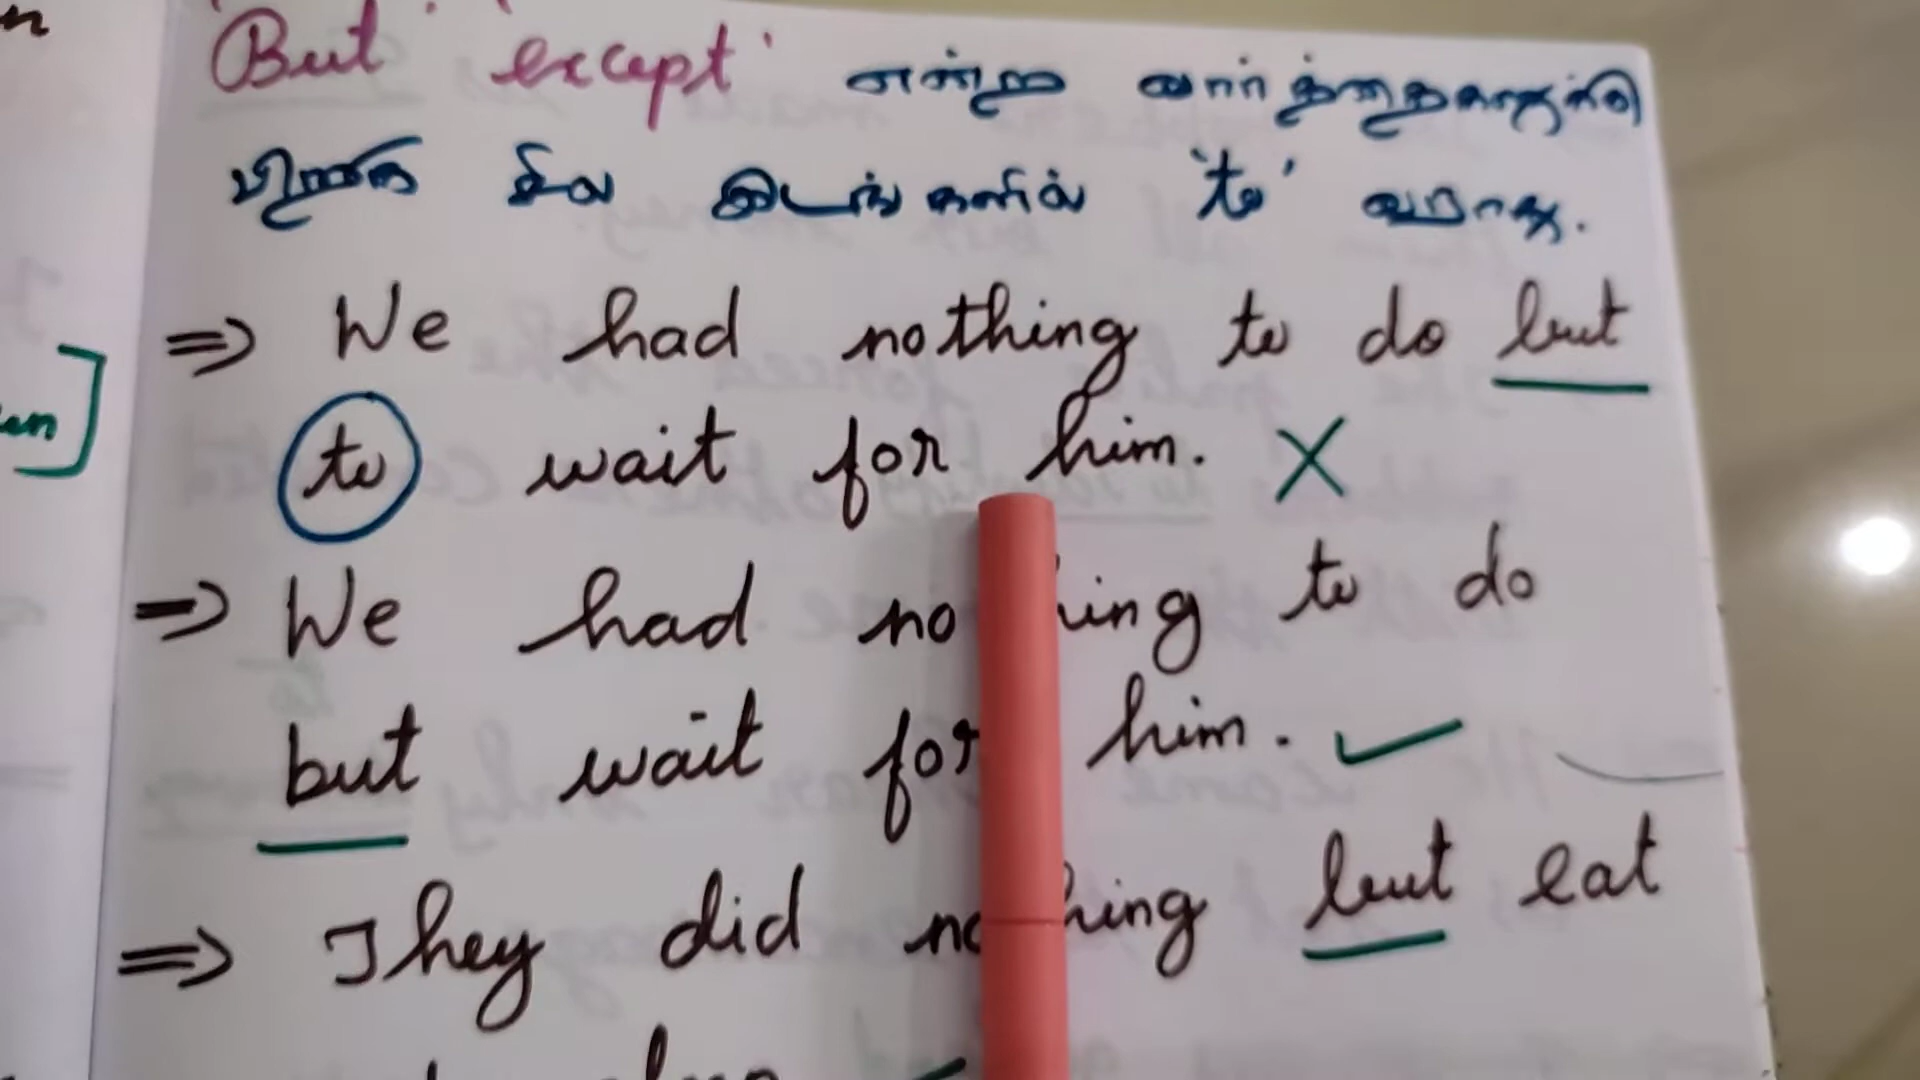 'But' 'except' என்ற வார்த்தைகளுக்கு
பிறகு சில இடங்களில் 'to' வராது.
⇒ We had nothing to do but
to wait for him. X
⇒ We had nothing to do
but wait for him. ✓
⇒ They did nothing but eat